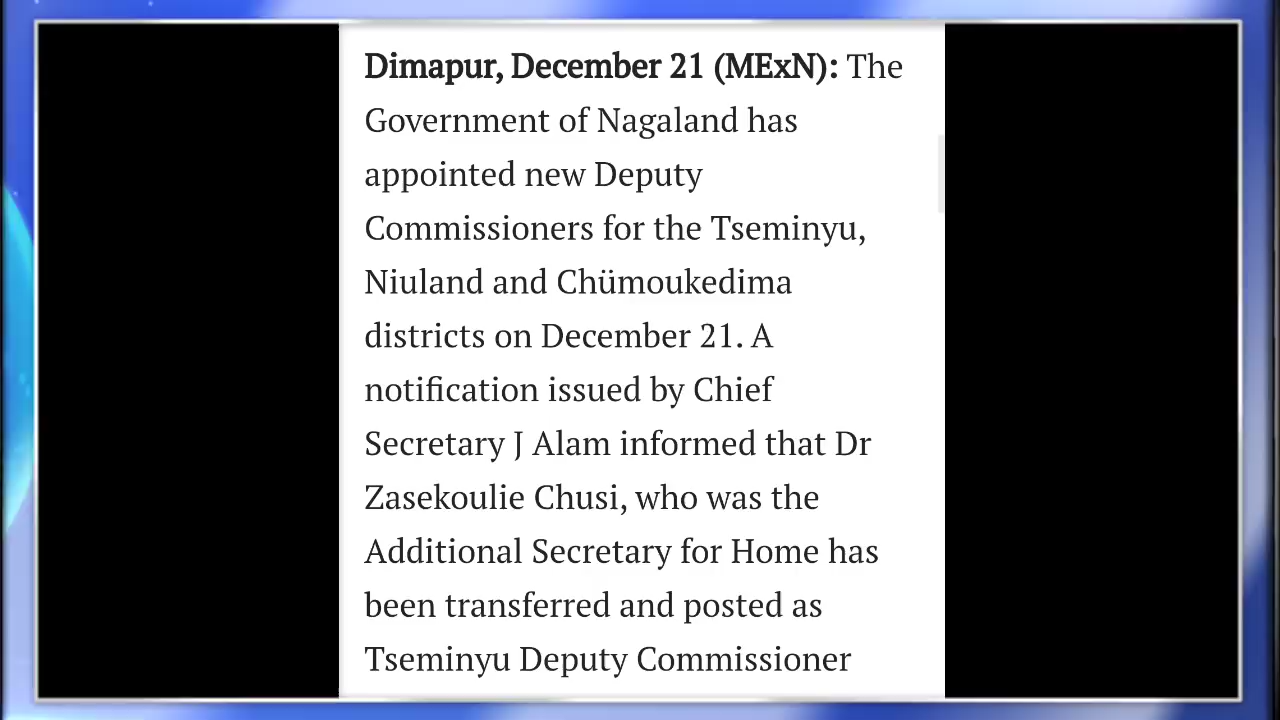 Dimapur, December 21 (MExN): The
Government of Nagaland has
appointed new Deputy
Commissioners for the Tseminyu,
Niuland and Chümoukedima
districts on December 21. A
notification issued by Chief
Secretary J Alam informed that Dr
Zasekoulie Chusi, who was the
Additional Secretary for Home has
been transferred and posted as
Tseminyu Deputy Commissioner